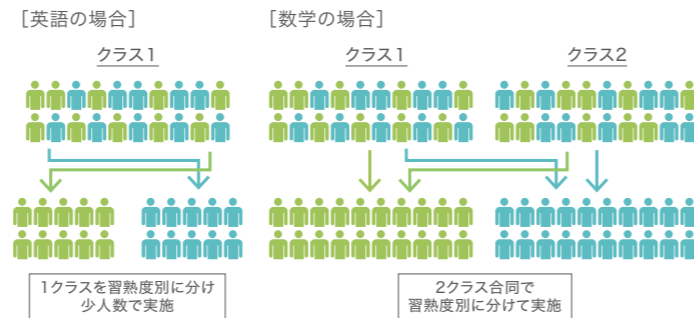 [英語の場合]
[数学の場合]
クラス1
クラス1
クラス2
1クラスを習熟度別に分け
少人数で実施
2クラス合同で
習熟度別に分けて実施